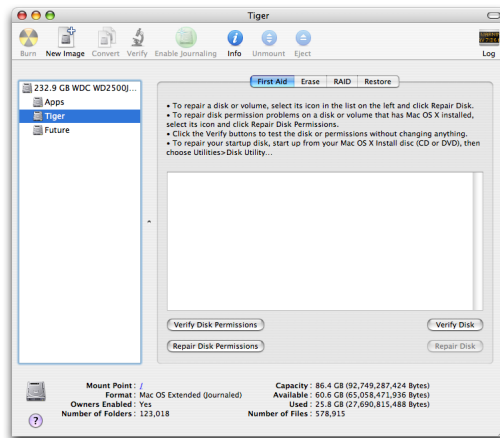 Tiger
Burn New Image Convert Verify Enable Journaling Info Unmount Eject Log
First Aid Erase RAID Restore
232.9 GB WDC WD2500J...
Apps
Tiger
Future
• To repair a disk or volume, select its icon in the list on the left and click Repair Disk.
• To repair disk permission problems on a disk or volume that has Mac OS X installed,
select its icon and click Repair Disk Permissions.
• Click the Verify buttons to test the disk or permissions without changing anything.
• To repair your startup disk, start up from your Mac OS X Install disc (CD or DVD), then
choose Utilities>Disk Utility...
Verify Disk Permissions Verify Disk
Repair Disk Permissions Repair Disk
Mount Point : / Capacity : 86.4 GB (92,749,287,424 Bytes)
Format : Mac OS Extended (Journaled) Available : 60.6 GB (65,058,471,936 Bytes)
Owners Enabled : Yes Used : 25.8 GB (27,690,815,488 Bytes)
Number of Folders : 123,018 Number of Files : 578,915
?